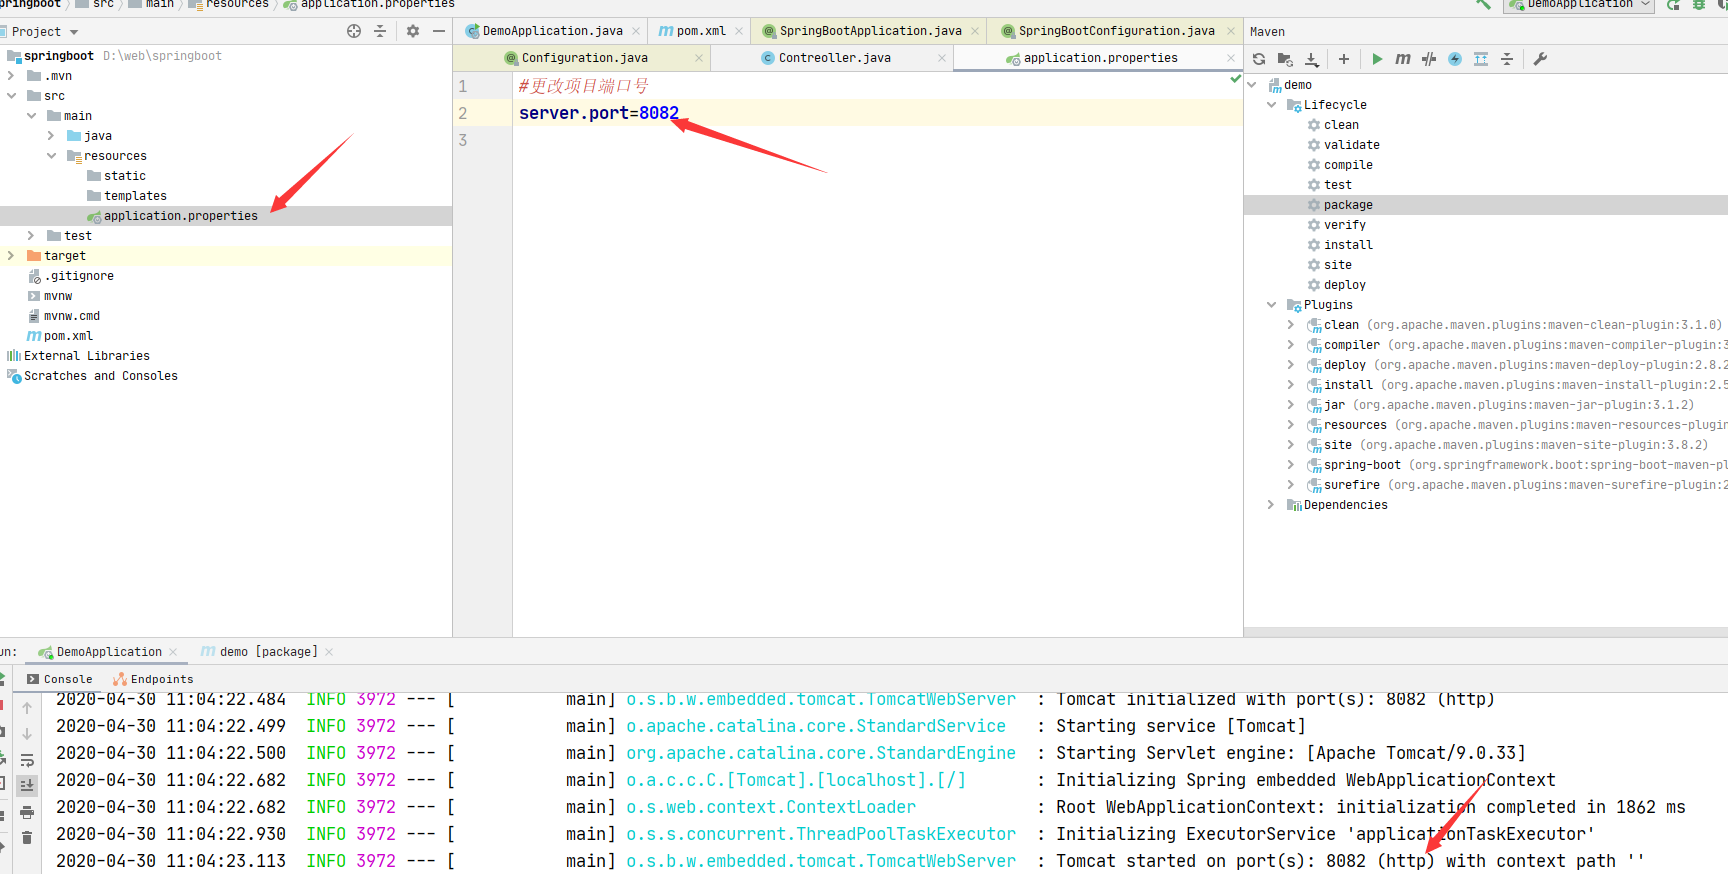 springboot src main resources application.properties
DemoApplication
Project
springboot D:\web\springboot
.mvn
src
main
java
resources
static
templates
application.properties
test
target
.gitignore
mvnw
mvnw.cmd
pom.xml
External Libraries
Scratches and Consoles
DemoApplication.java pom.xml SpringBootApplication.java SpringBootConfiguration.java
Configuration.java Contreoller.java application.properties
1 #更改项目端口号
2 server.port=8082
3
Maven
demo
Lifecycle
clean
validate
compile
test
package
verify
install
site
deploy
Plugins
clean (org.apache.maven.plugins:maven-clean-plugin:3.1.0)
compiler (org.apache.maven.plugins:maven-compiler-plugin:3
deploy (org.apache.maven.plugins:maven-deploy-plugin:2.8.2
install (org.apache.maven.plugins:maven-install-plugin:2.5
jar (org.apache.maven.plugins:maven-jar-plugin:3.1.2)
resources (org.apache.maven.plugins:maven-resources-plugin
site (org.apache.maven.plugins:maven-site-plugin:3.8.2)
spring-boot (org.springframework.boot:spring-boot-maven-pl
surefire (org.apache.maven.plugins:maven-surefire-plugin:2
Dependencies
un: DemoApplication demo [package]
Console Endpoints
2020-04-30 11:04:22.484 INFO 3972 --- [ main] o.s.b.w.embedded.tomcat.TomcatWebServer : Tomcat initialized with port(s): 8082 (http)
2020-04-30 11:04:22.499 INFO 3972 --- [ main] o.apache.catalina.core.StandardService : Starting service [Tomcat]
2020-04-30 11:04:22.500 INFO 3972 --- [ main] org.apache.catalina.core.StandardEngine : Starting Servlet engine: [Apache Tomcat/9.0.33]
2020-04-30 11:04:22.682 INFO 3972 --- [ main] o.a.c.c.C.[Tomcat].[localhost].[/] : Initializing Spring embedded WebApplicationContext
2020-04-30 11:04:22.682 INFO 3972 --- [ main] o.s.web.context.ContextLoader : Root WebApplicationContext: initialization completed in 1862 ms
2020-04-30 11:04:22.930 INFO 3972 --- [ main] o.s.s.concurrent.ThreadPoolTaskExecutor : Initializing ExecutorService 'applicationTaskExecutor'
2020-04-30 11:04:23.113 INFO 3972 --- [ main] o.s.b.w.embedded.tomcat.TomcatWebServer : Tomcat started on port(s): 8082 (http) with context path ''